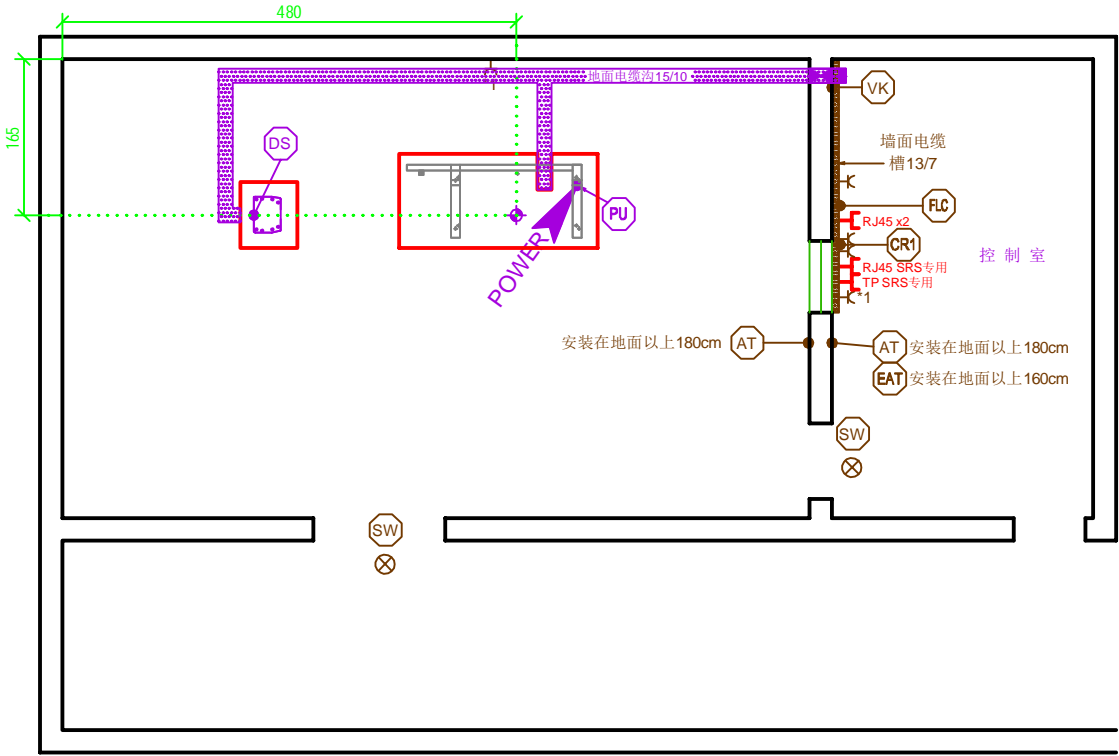 480
165
地面电缆沟15/10
VK
DS
墙面电缆
槽13/7
PU
FLC
RJ45 x2
CR1
POWER
控 制 室
RJ45 SRS专用
TP SRS专用
*1
安装在地面以上180cm
AT
AT
安装在地面以上180cm
EAT
安装在地面以上160cm
SW
SW